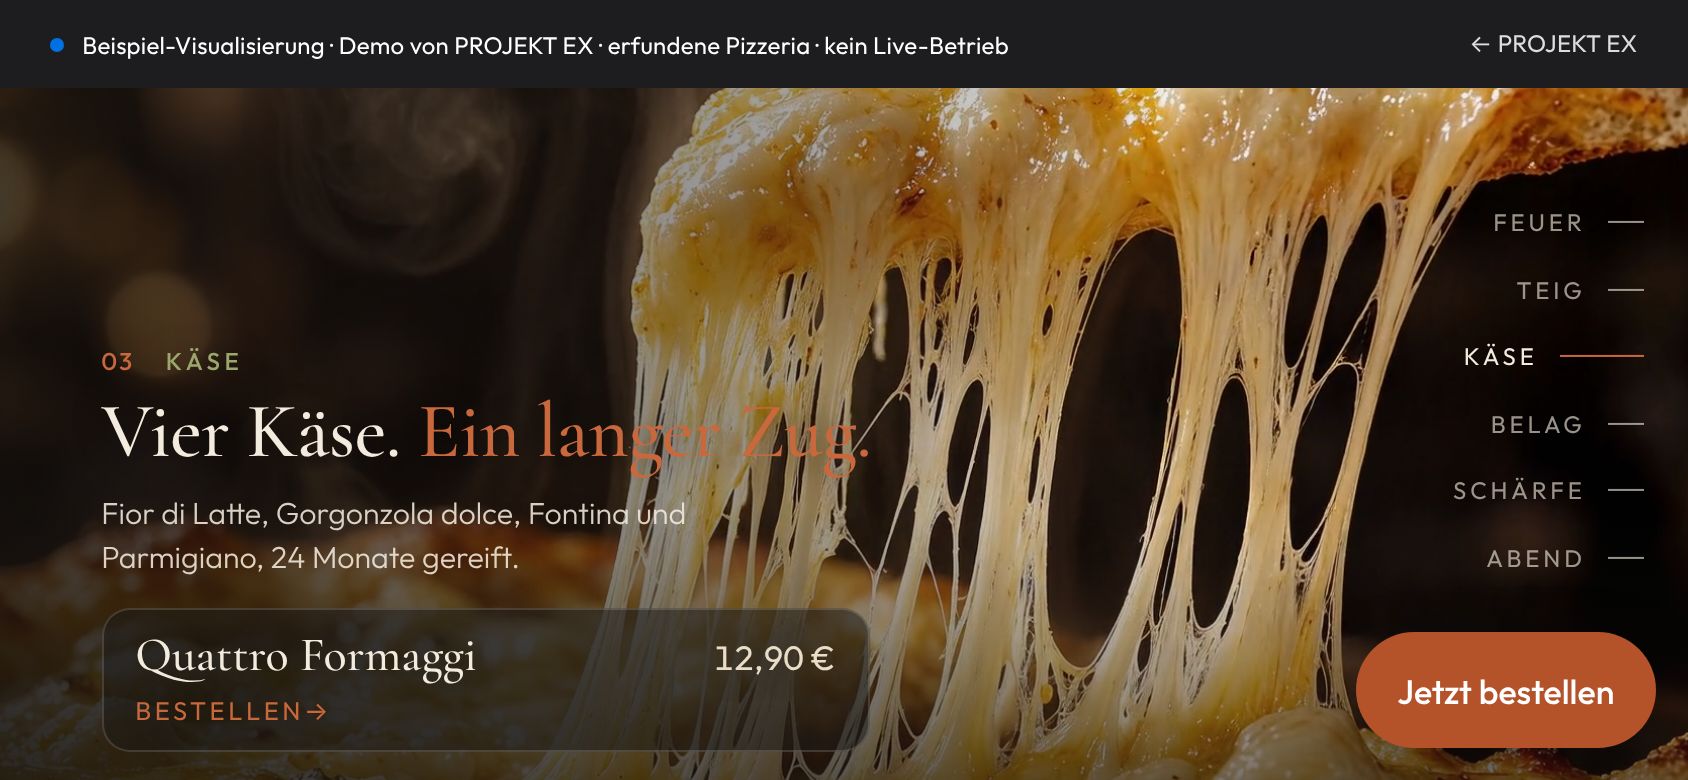 Beispiel-Visualisierung · Demo von PROJEKT EX · erfundene Pizzeria · kein Live-Betrieb
← PROJEKT EX
FEUER
TEIG
KÄSE
BELAG
SCHÄRFE
ABEND
03 KÄSE
Vier Käse. Ein langer Zug.
Fior di Latte, Gorgonzola dolce, Fontina und
Parmigiano, 24 Monate gereift.
Quattro Formaggi 12,90 €
BESTELLEN→
Jetzt bestellen